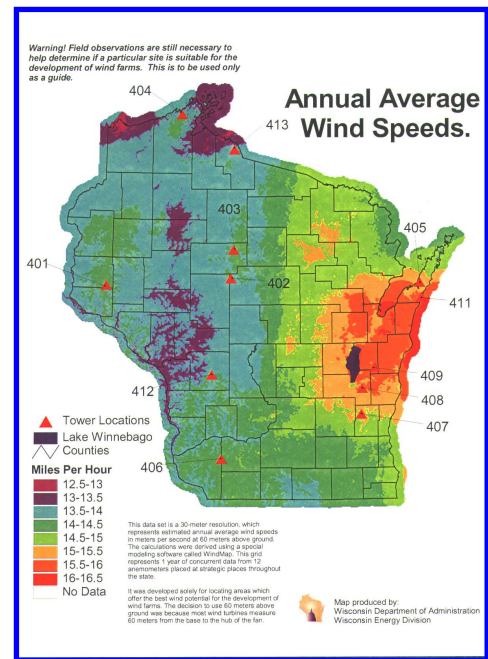 Warning! Field observations are still necessary to
help determine if a particular site is suitable for the
development of wind farms. This is to be used only
as a guide.
Annual Average
Wind Speeds.
404
413
403
405
401
402
411
409
412
408
407
406
Tower Locations
Lake Winnebago
Counties
Miles Per Hour
12.5-13
13-13.5
13.5-14
14-14.5
14.5-15
15-15.5
15.5-16
16-16.5
No Data
This data set is a 30-meter resolution, which
represents estimated annual average wind speeds
in meters per second at 60 meters above ground.
The calculations were derived using a special
modeling software called WindMap. This grid
represents 1 year of concurrent data from 12
anemometers placed at strategic places throughout
the state.
It was developed solely for locating areas which
offer the best wind potential for the development of
wind farms. The decision to use 60 meters above
ground was because most wind turbines measure
60 meters from the base to the hub of the fan.
Map produced by:
Wisconsin Department of Administration
Wisconsin Energy Division